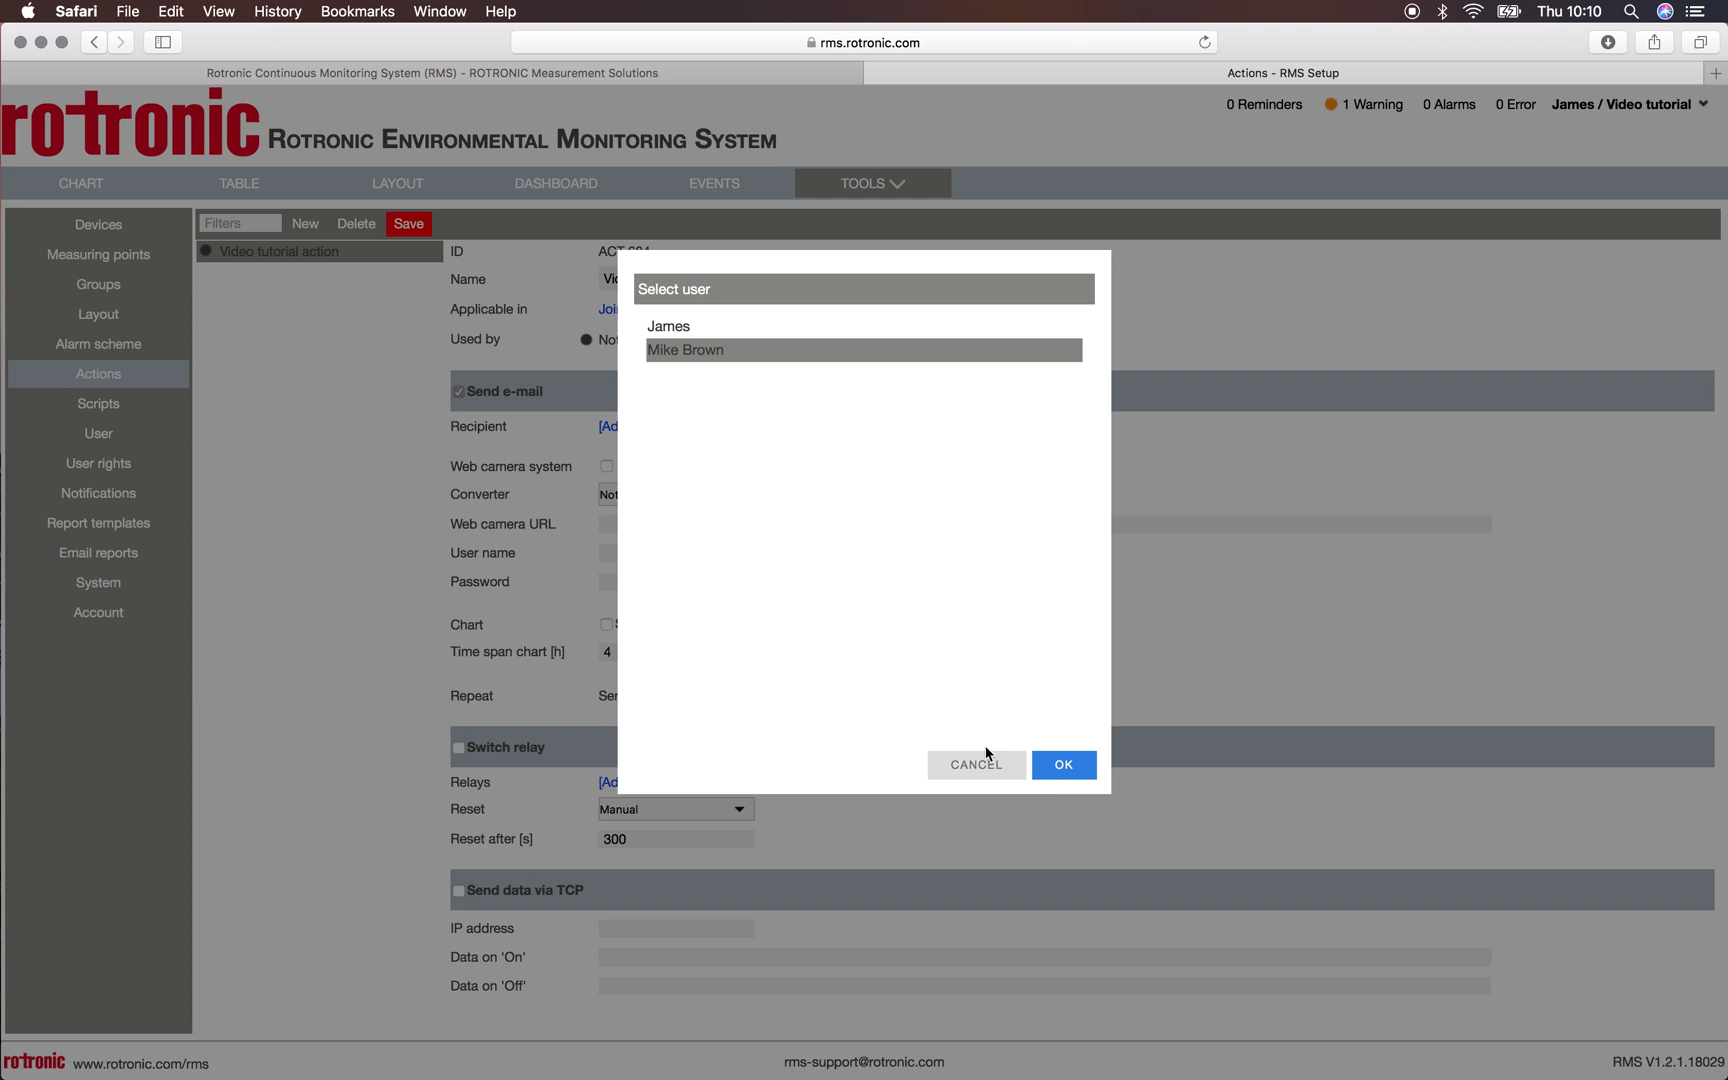 Safari File Edit View History Bookmarks Window Help Thu 10:10
rms.rotronic.com
Rotronic Continuous Monitoring System (RMS) - ROTRONIC Measurement Solutions
Actions - RMS Setup
rotronic ROTRONIC ENVIRONMENTAL MONITORING SYSTEM
0 Reminders 1 Warning 0 Alarms 0 Error James / Video tutorial
CHART TABLE LAYOUT DASHBOARD EVENTS TOOLS
Devices
Measuring points
Groups
Layout
Alarm scheme
Actions
Scripts
User
User rights
Notifications
Report templates
Email reports
System
Account
Filters New Delete Save
Video tutorial action
ID
Name
Applicable in
Used by
Send e-mail
Recipient [Ad
Web camera system
Converter Not
Web camera URL
User name
Password
Chart
Time span chart [h] 4
Repeat Ser
Switch relay
Relays [Ad
Reset Manual
Reset after [s] 300
Send data via TCP
IP address
Data on 'On'
Data on 'Off'
Select user
James
Mike Brown
CANCEL OK
rotronic www.rotronic.com/rms
rms-support@rotronic.com
RMS V1.2.1.18029